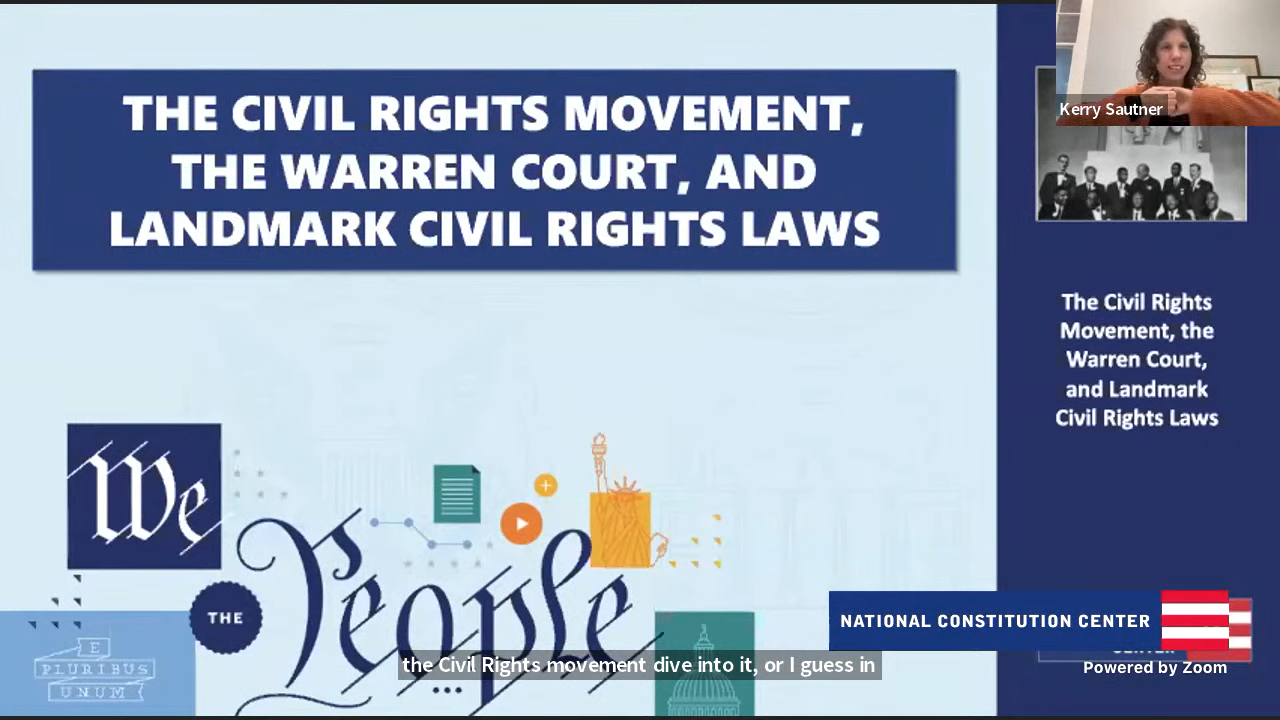 THE CIVIL RIGHTS MOVEMENT,
THE WARREN COURT, AND
LANDMARK CIVIL RIGHTS LAWS
Kerry Sautner
The Civil Rights
Movement, the
Warren Court,
and Landmark
Civil Rights Laws
We
THE
People
E
PLURIBUS
UNUM
NATIONAL CONSTITUTION CENTER
CENTER
the Civil Rights movement dive into it, or I guess in
Powered by Zoom